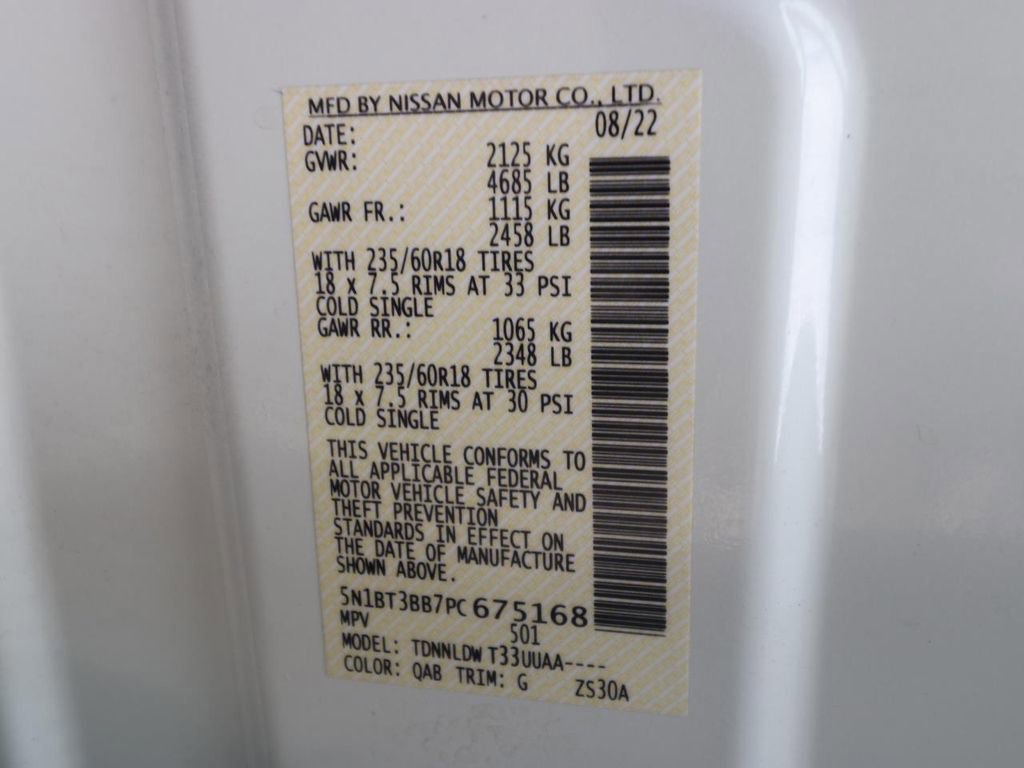 MFD BY NISSAN MOTOR CO., LTD.
DATE: 08/22
GVWR: 2125 KG
4685 LB
GAWR FR.: 1115 KG
2458 LB
WITH 235/60R18 TIRES
18 x 7.5 RIMS AT 33 PSI
COLD SINGLE
GAWR RR.: 1065 KG
2348 LB
WITH 235/60R18 TIRES
18 x 7.5 RIMS AT 30 PSI
COLD SINGLE
THIS VEHICLE CONFORMS TO
ALL APPLICABLE FEDERAL
MOTOR VEHICLE SAFETY AND
THEFT PREVENTION
STANDARDS IN EFFECT ON
THE DATE OF MANUFACTURE
SHOWN ABOVE.
5N1BT3BB7PC675168
MPV 501
MODEL: TDNNLDW T33UUAA----
COLOR: QAB TRIM: G ZS30A